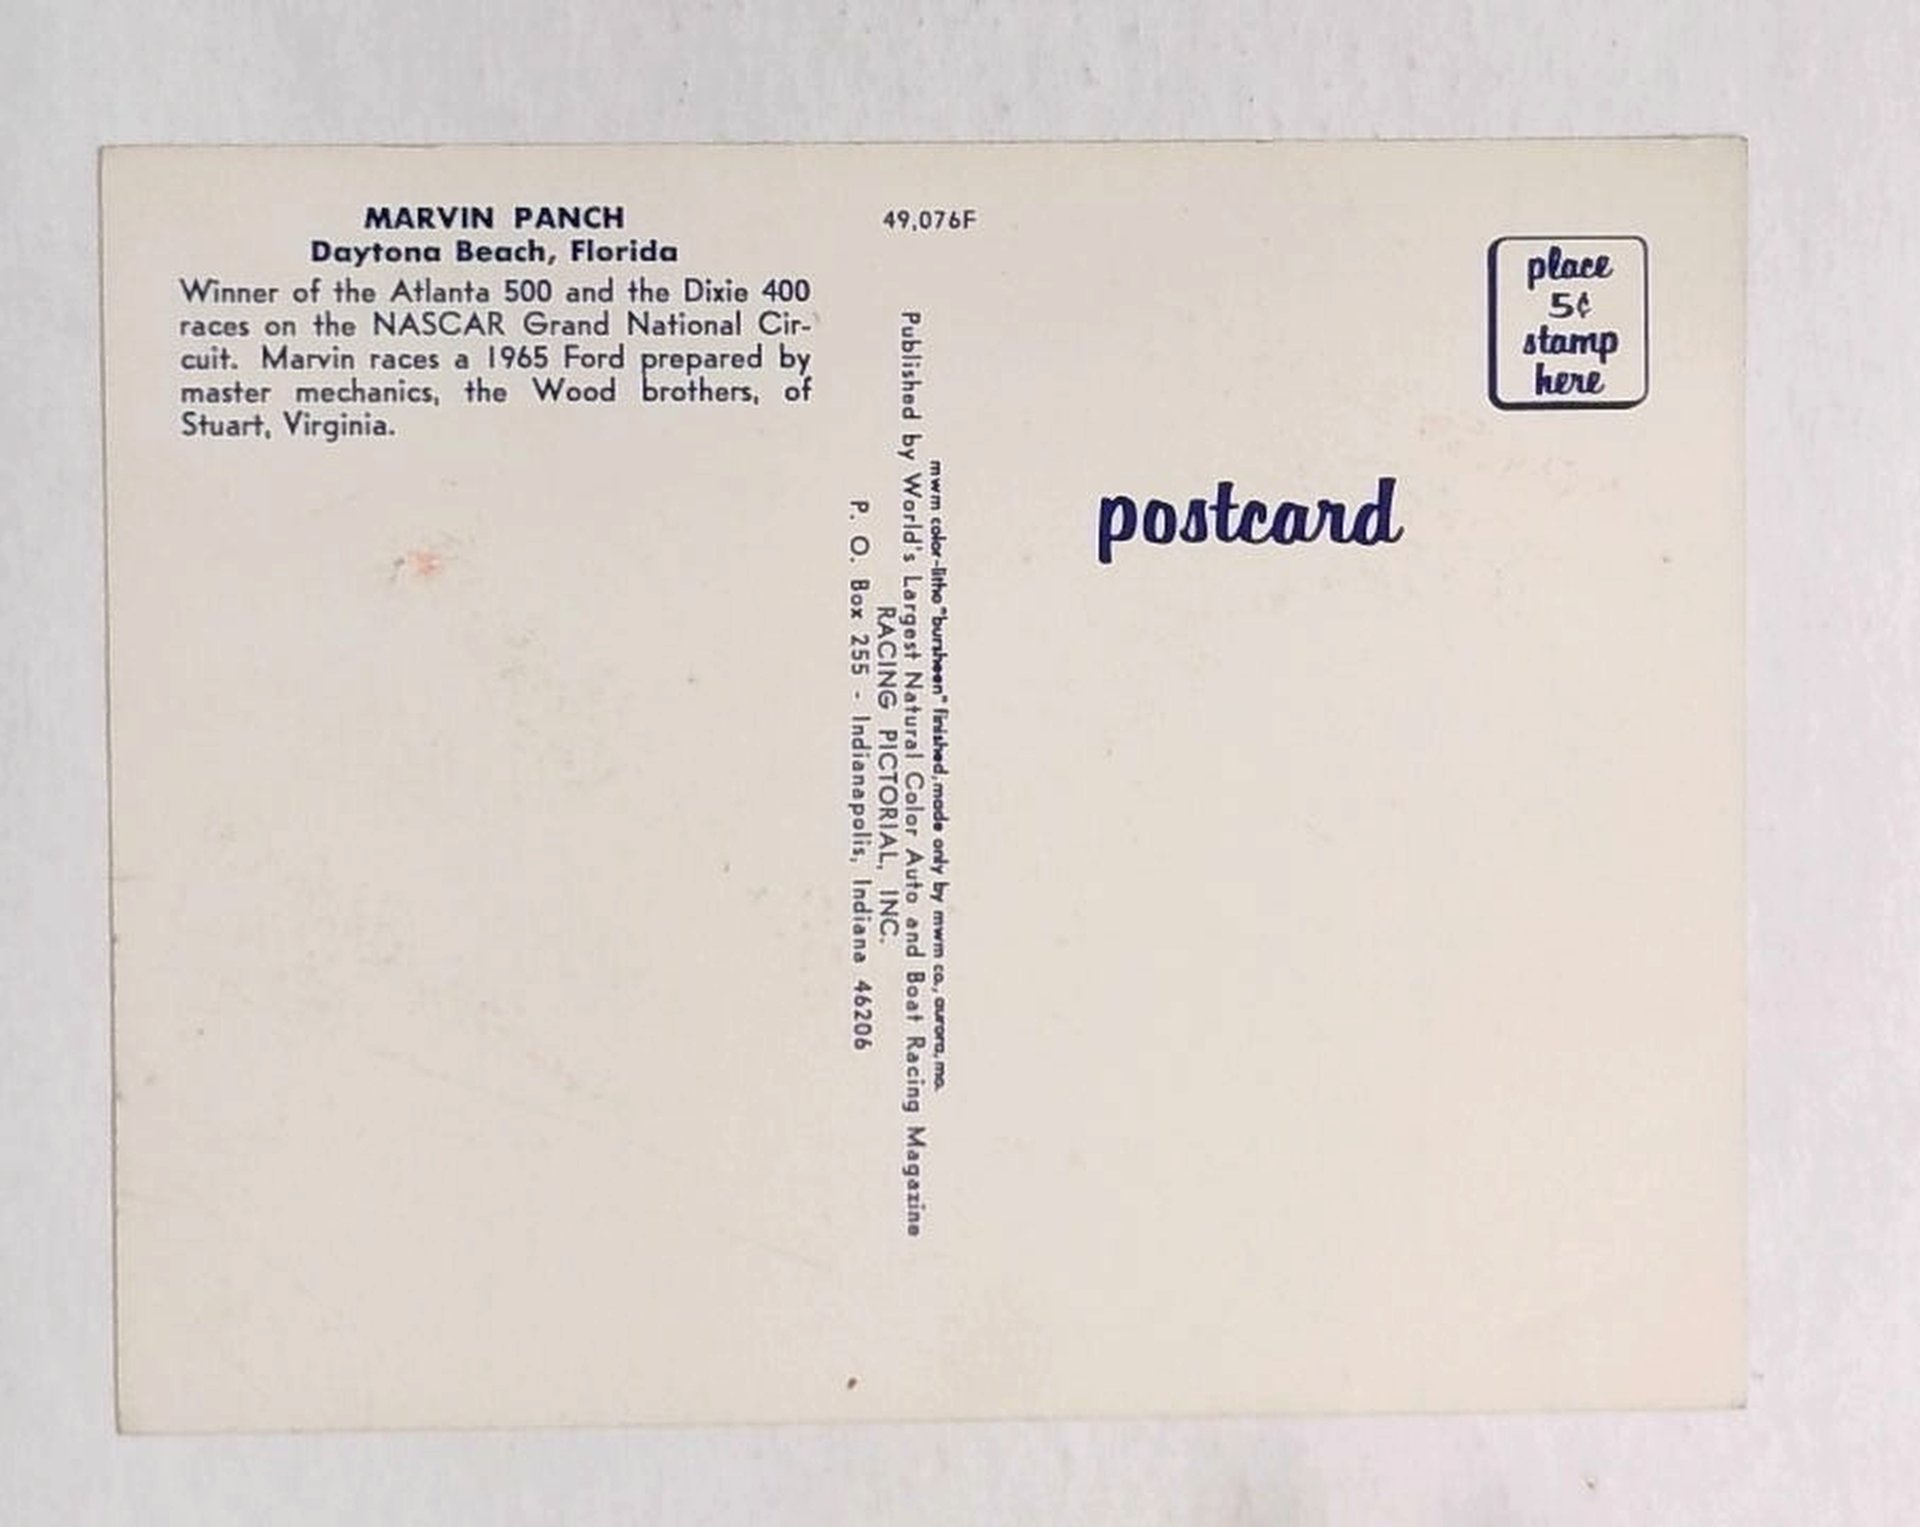 MARVIN PANCH
Daytona Beach, Florida
Winner of the Atlanta 500 and the Dixie 400
races on the NASCAR Grand National Cir-
cuit. Marvin races a 1965 Ford prepared by
master mechanics, the Wood brothers, of
Stuart, Virginia.
49,076F
mwm color-litho "bursheen" finished, made only by mwm co., aurora, mo.
Published by World's Largest Natural Color Auto and Boat Racing Magazine
RACING PICTORIAL, INC.
P. O. Box 255 - Indianapolis, Indiana 46206
place
5¢
stamp
here
postcard